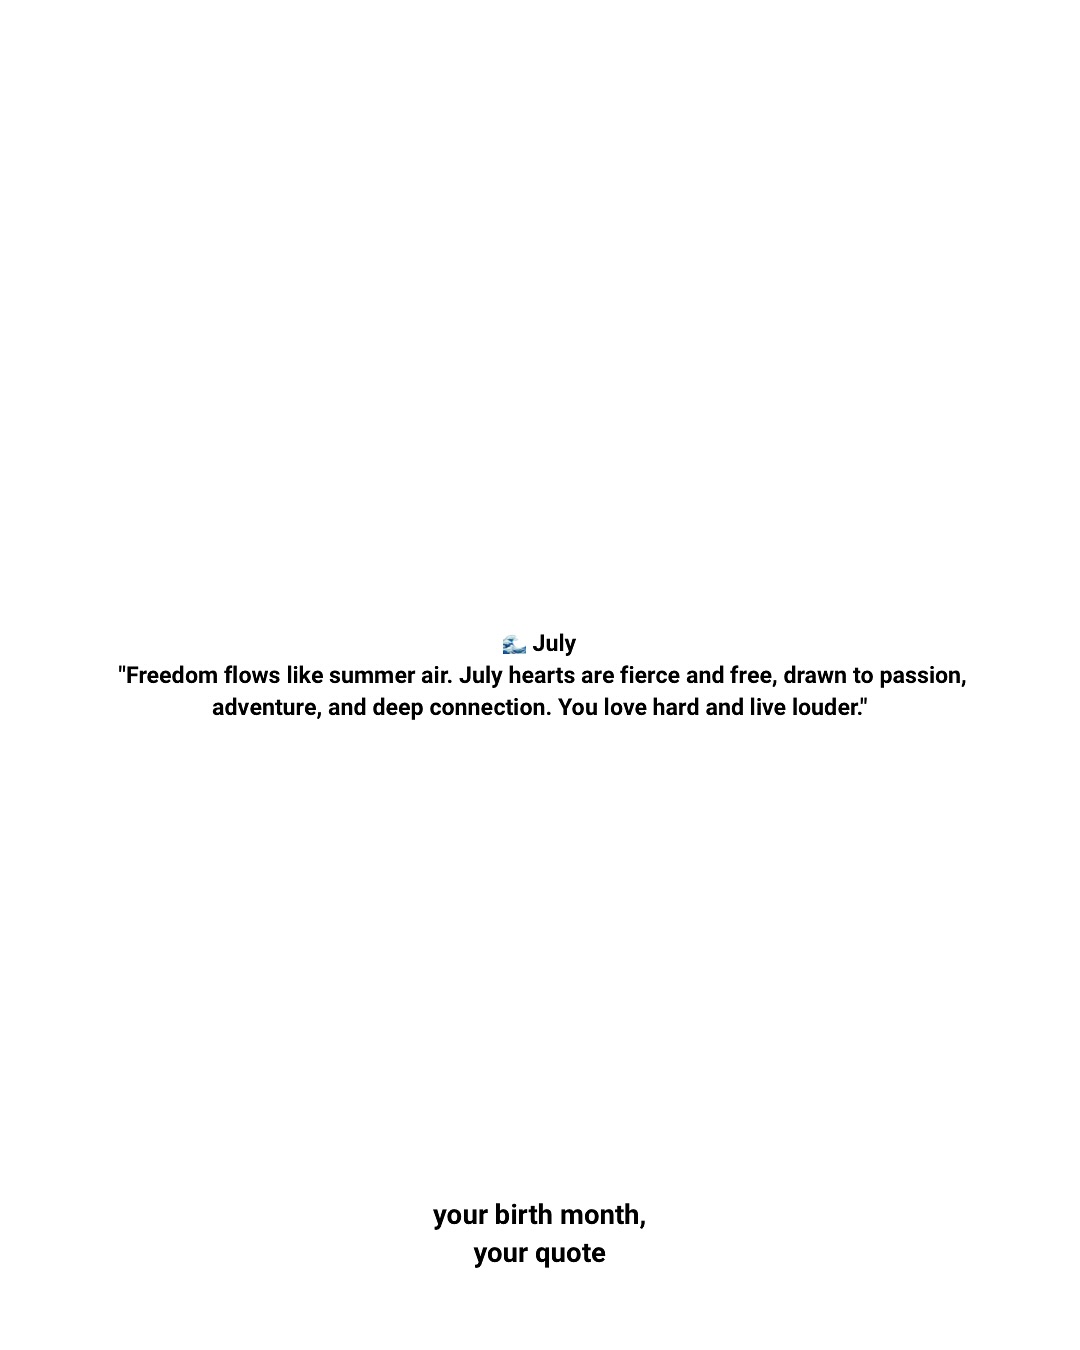 🌊 July
"Freedom flows like summer air. July hearts are fierce and free, drawn to passion,
adventure, and deep connection. You love hard and live louder."
your birth month,
your quote